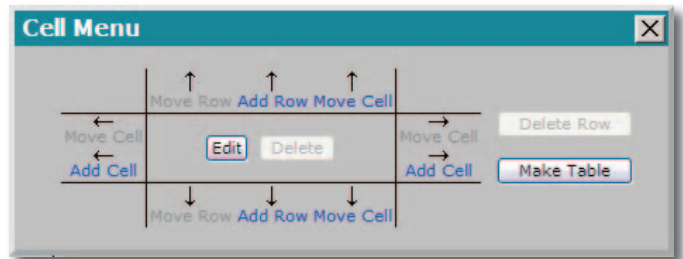 Cell Menu
Move Row Add Row Move Cell
Move Cell
Move Cell
Delete Row
Edit
Delete
Add Cell
Add Cell
Make Table
Move Row Add Row Move Cell